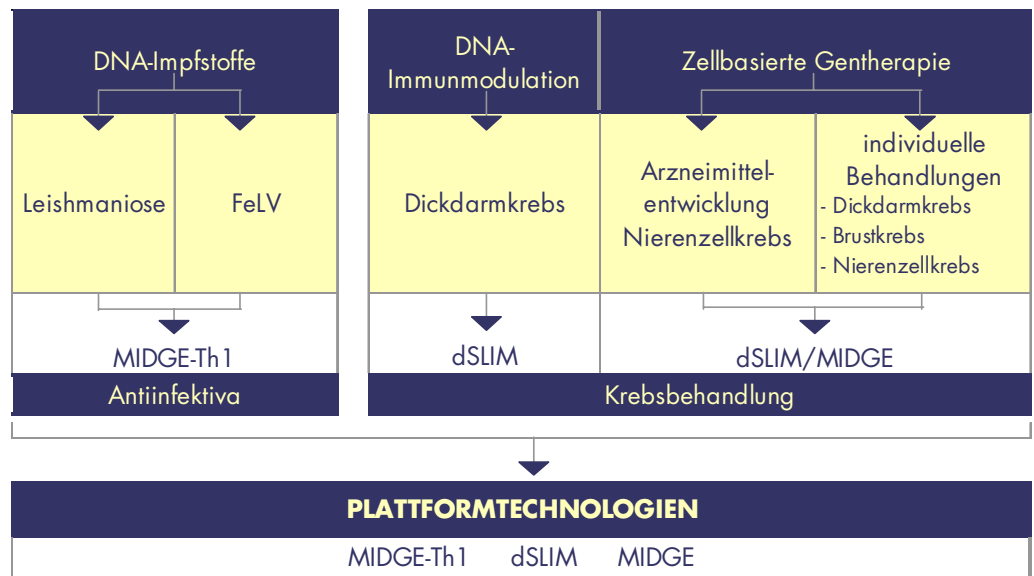 DNA-Impfstoffe
DNA-
Immunmodulation
Zellbasierte Gentherapie
Leishmaniose
FeLV
Dickdarmkrebs
Arzneimittel-
entwicklung
Nierenzellkrebs
individuelle
Behandlungen
- Dickdarmkrebs
- Brustkrebs
- Nierenzellkrebs
MIDGE-Th1
dSLIM
dSLIM/MIDGE
Antiinfektiva
Krebsbehandlung
PLATTFORMTECHNOLOGIEN
MIDGE-Th1 dSLIM MIDGE